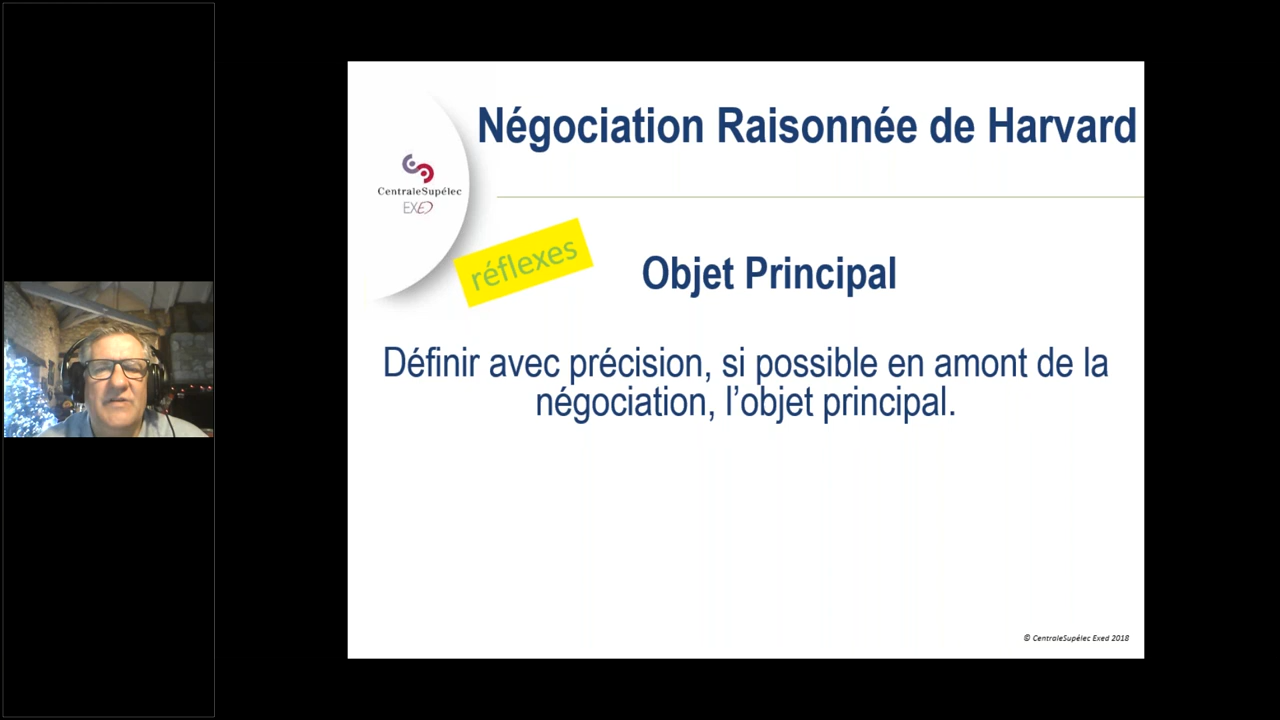 Négociation Raisonnée de Harvard
CentraleSupélec
EXED
réflexes
Objet Principal
Définir avec précision, si possible en amont de la
négociation, l’objet principal.
© CentraleSupélec Exed 2018